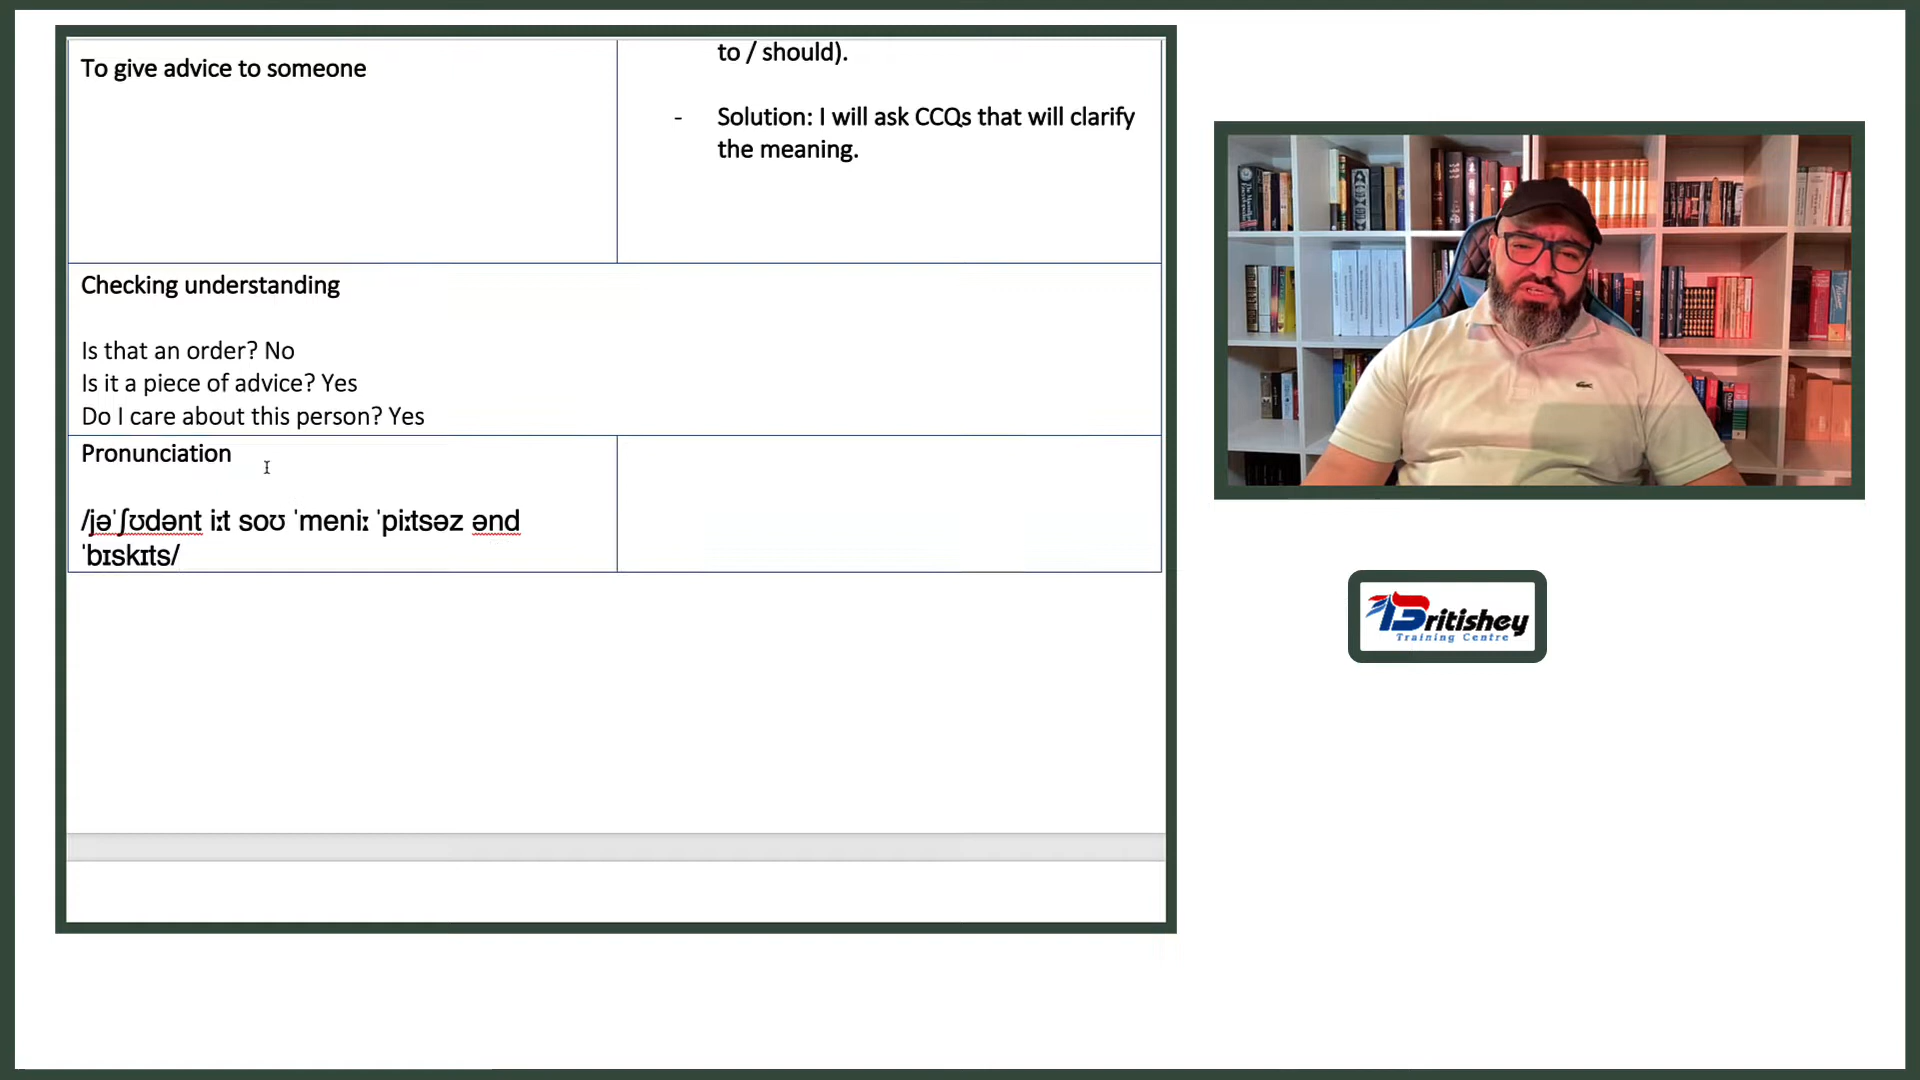 To give advice to someone
to / should).
- Solution: I will ask CCQs that will clarify
the meaning.
Checking understanding
Is that an order? No
Is it a piece of advice? Yes
Do I care about this person? Yes
Pronunciation
/jəˈʃʊdənt iːt soʊ ˈmeniː ˈpiːtsəz ənd
ˈbɪskɪts/
Britishey
Training Centre